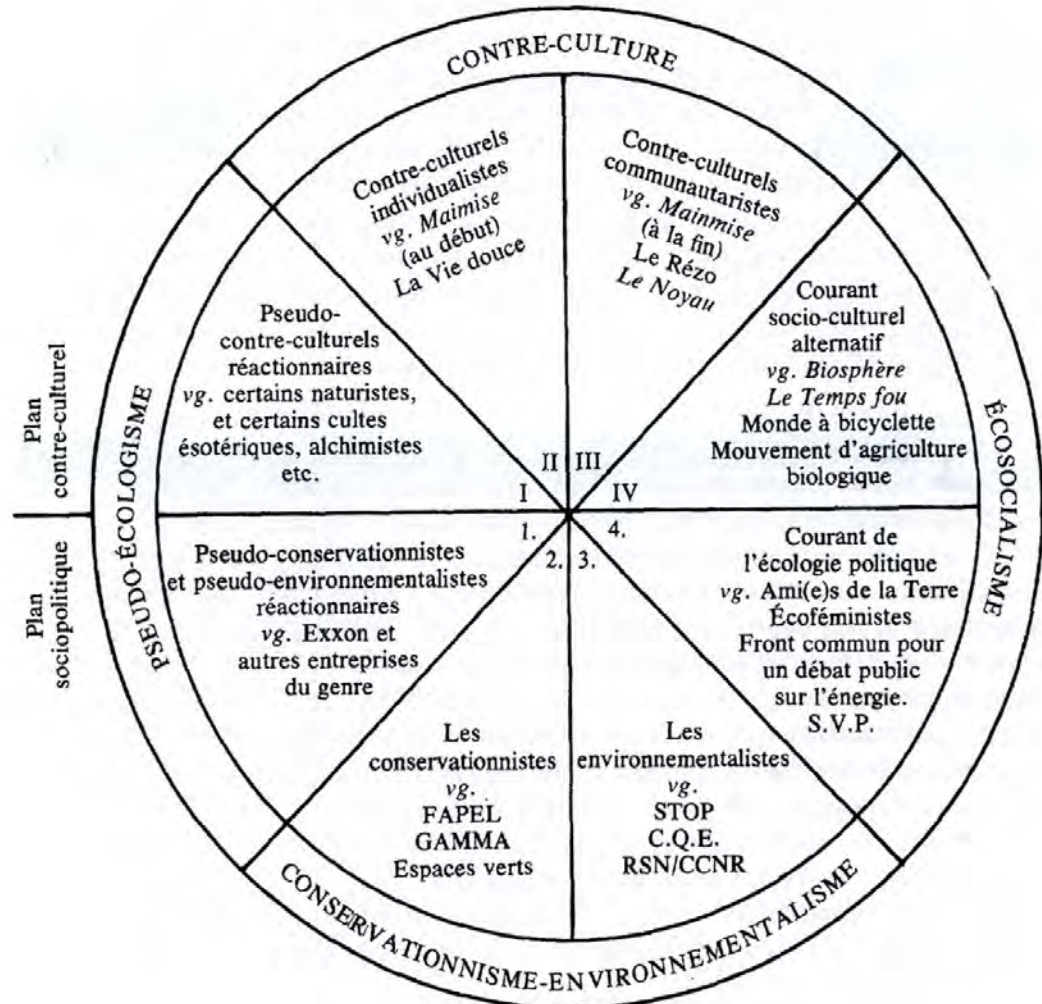 CONTRE-CULTURE
Contre-culturels
individualistes
vg. Maimise
(au début)
La Vie douce
Contre-culturels
communautaristes
vg. Mainmise
(à la fin)
Le Rézo
Le Noyau
Pseudo-
contre-culturels
réactionnaires
vg. certains naturistes,
et certains cultes
ésotériques, alchimistes
etc.
Courant
socio-culturel
alternatif
vg. Biosphère
Le Temps fou
Monde à bicyclette
Mouvement d'agriculture
biologique
Plan
contre-culturel
PSEUDO-ÉCOLOGISME
ÉCOSOCIALISME
I
II
III
IV
Plan
sociopolitique
1.
2.
3.
4.
Pseudo-conservationnistes
et pseudo-environnementalistes
réactionnaires
vg. Exxon et
autres entreprises
du genre
Courant de
l'écologie politique
vg. Ami(e)s de la Terre
Écoféministes
Front commun pour
un débat public
sur l'énergie.
S.V.P.
Les
conservationnistes
vg.
FAPEL
GAMMA
Espaces verts
Les
environnementalistes
vg.
STOP
C.Q.E.
RSN/CCNR
CONSERVATIONNISME-ENVIRONNEMENTALISME